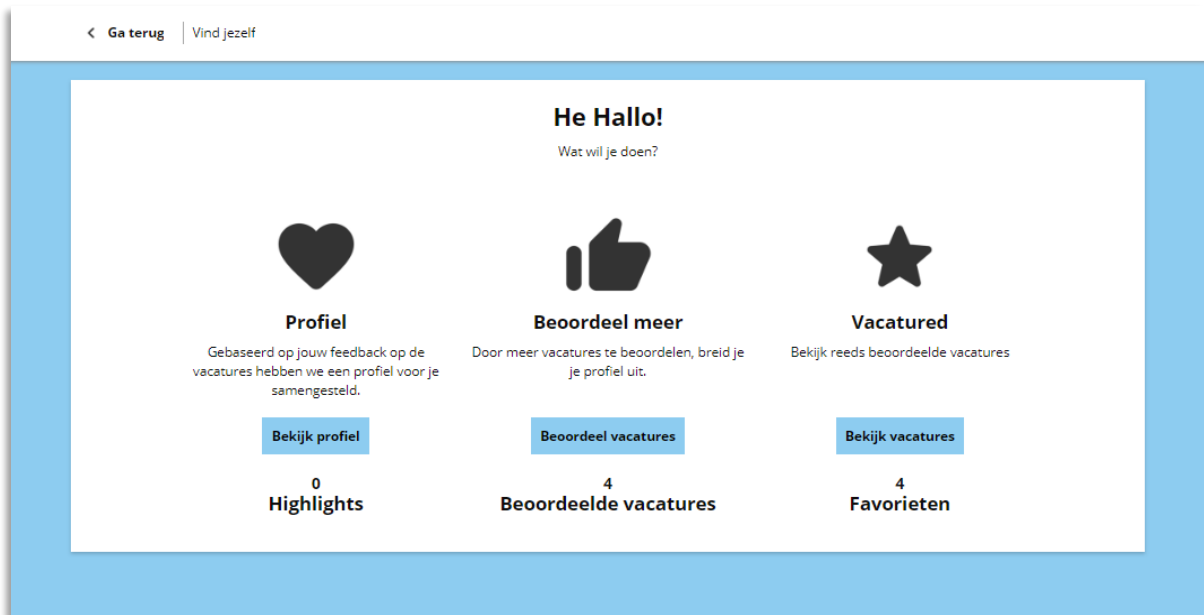 Ga terug Vind jezelf
He Hallo!
Wat wil je doen?
Profiel
Gebaseerd op jouw feedback op de
vacatures hebben we een profiel voor je
samengesteld.
Bekijk profiel
0
Highlights
Beoordeel meer
Door meer vacatures te beoordelen, breid je
je profiel uit.
Beoordeel vacatures
4
Beoordeelde vacatures
Vacatured
Bekijk reeds beoordeelde vacatures
Bekijk vacatures
4
Favorieten